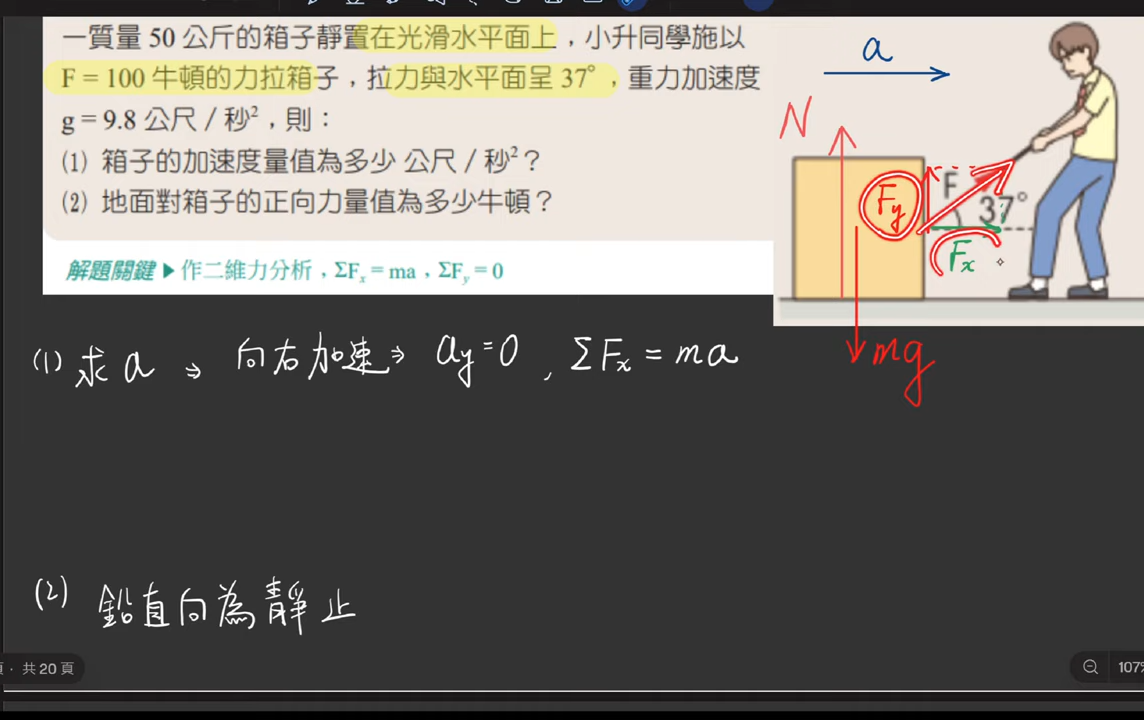 一質量 50 公斤的箱子靜置在光滑水平面上，小升同學施以
F = 100 牛頓的力拉箱子，拉力與水平面呈 37°，重力加速度
g = 9.8 公尺／秒²，則：
(1) 箱子的加速度量值為多少 公尺／秒²？
(2) 地面對箱子的正向力量值為多少牛頓？
解題關鍵▶作二維力分析，ΣFx = ma，ΣFy = 0
a
N
Fy
F
37°
Fx
mg
(1) 求 a ⇒ 向右加速⇒ ay=0 , ΣFx = ma
(2) 鉛直向為靜止
頁 · 共 20 頁
107%